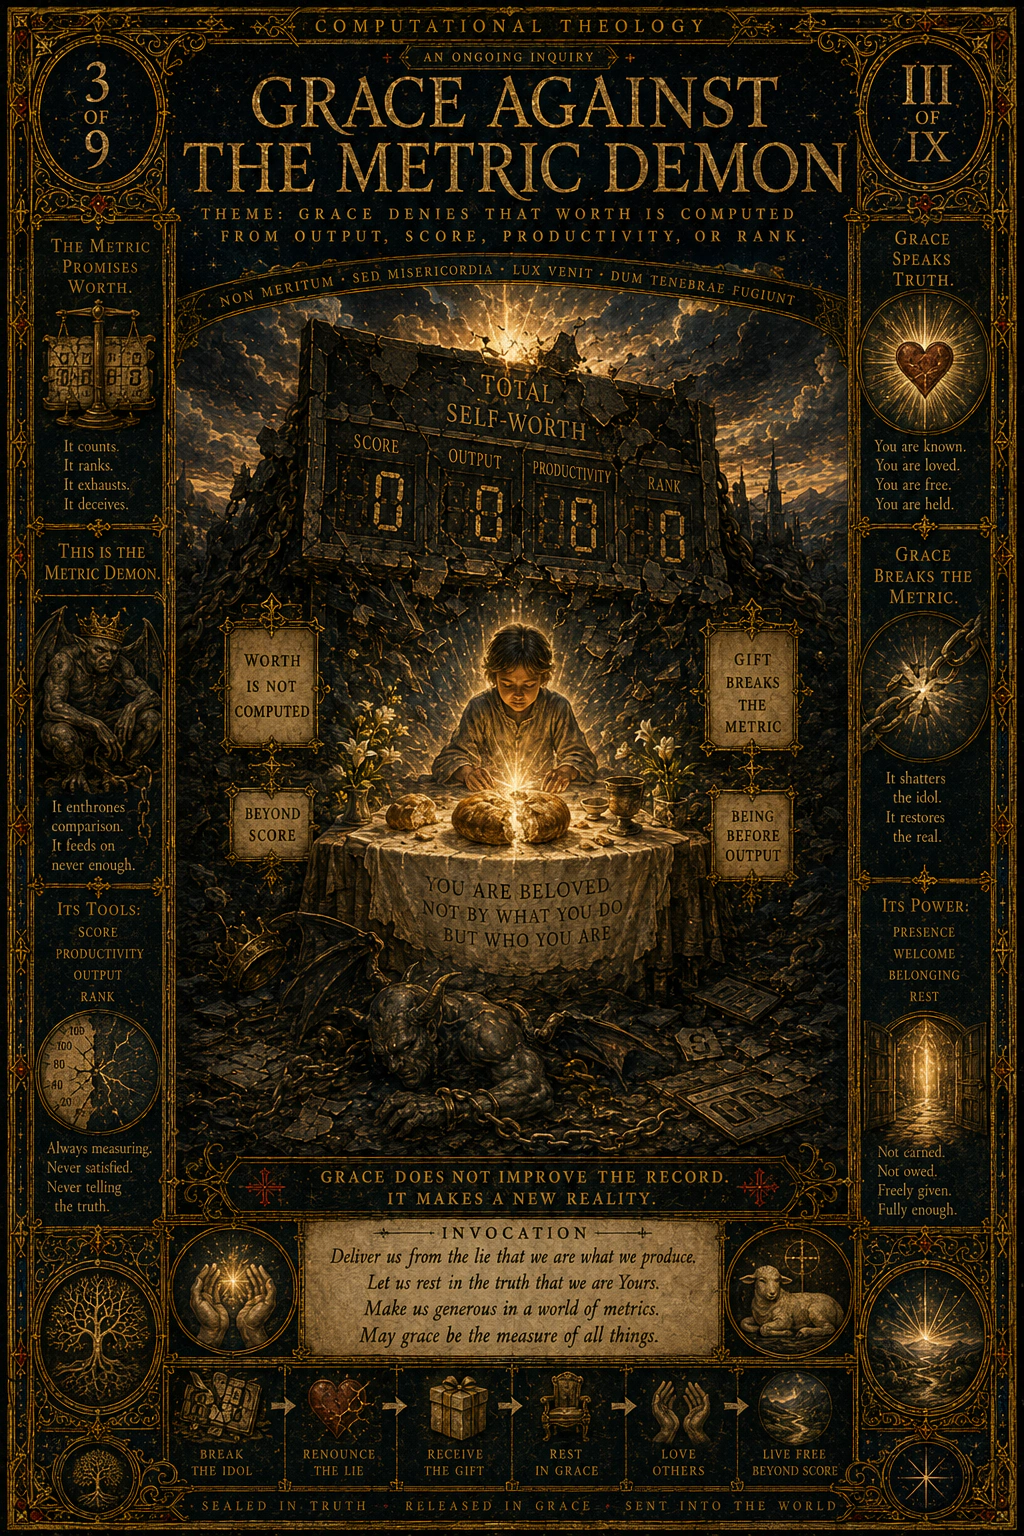 COMPUTATIONAL THEOLOGY
AN ONGOING INQUIRY
3
OF
9
GRACE AGAINST
THE METRIC DEMON
III
OF
IX
THEME: GRACE DENIES THAT WORTH IS COMPUTED
FROM OUTPUT, SCORE, PRODUCTIVITY, OR RANK.
NON MERITUM · SED MISERICORDIA · LUX VENIT · DUM TENEBRAE FUGIUNT
THE METRIC
PROMISES
WORTH.
It counts.
It ranks.
It exhausts.
It deceives.
THIS IS THE
METRIC DEMON.
It enthrones
comparison.
It feeds on
never enough.
ITS TOOLS:
SCORE
PRODUCTIVITY
OUTPUT
RANK
100
100
80
40
20
Always measuring.
Never satisfied.
Never telling
the truth.
TOTAL
SELF-WORTH
SCORE OUTPUT PRODUCTIVITY RANK
0 0 0 0
WORTH
IS NOT
COMPUTED
BEYOND
SCORE
GIFT
BREAKS
THE
METRIC
BEING
BEFORE
OUTPUT
YOU ARE BELOVED
NOT BY WHAT YOU DO
BUT WHO YOU ARE
GRACE
SPEAKS
TRUTH.
You are known.
You are loved.
You are free.
You are held.
GRACE
BREAKS THE
METRIC.
It shatters
the idol.
It restores
the real.
ITS POWER:
PRESENCE
WELCOME
BELONGING
REST
Not earned.
Not owed.
Freely given.
Fully enough.
GRACE DOES NOT IMPROVE THE RECORD.
IT MAKES A NEW REALITY.
INVOCATION
Deliver us from the lie that we are what we produce.
Let us rest in the truth that we are Yours.
Make us generous in a world of metrics.
May grace be the measure of all things.
BREAK
THE IDOL
RENOUNCE
THE LIE
RECEIVE
THE GIFT
REST
IN GRACE
LOVE
OTHERS
LIVE FREE
BEYOND SCORE
SEALED IN TRUTH · RELEASED IN GRACE · SENT INTO THE WORLD